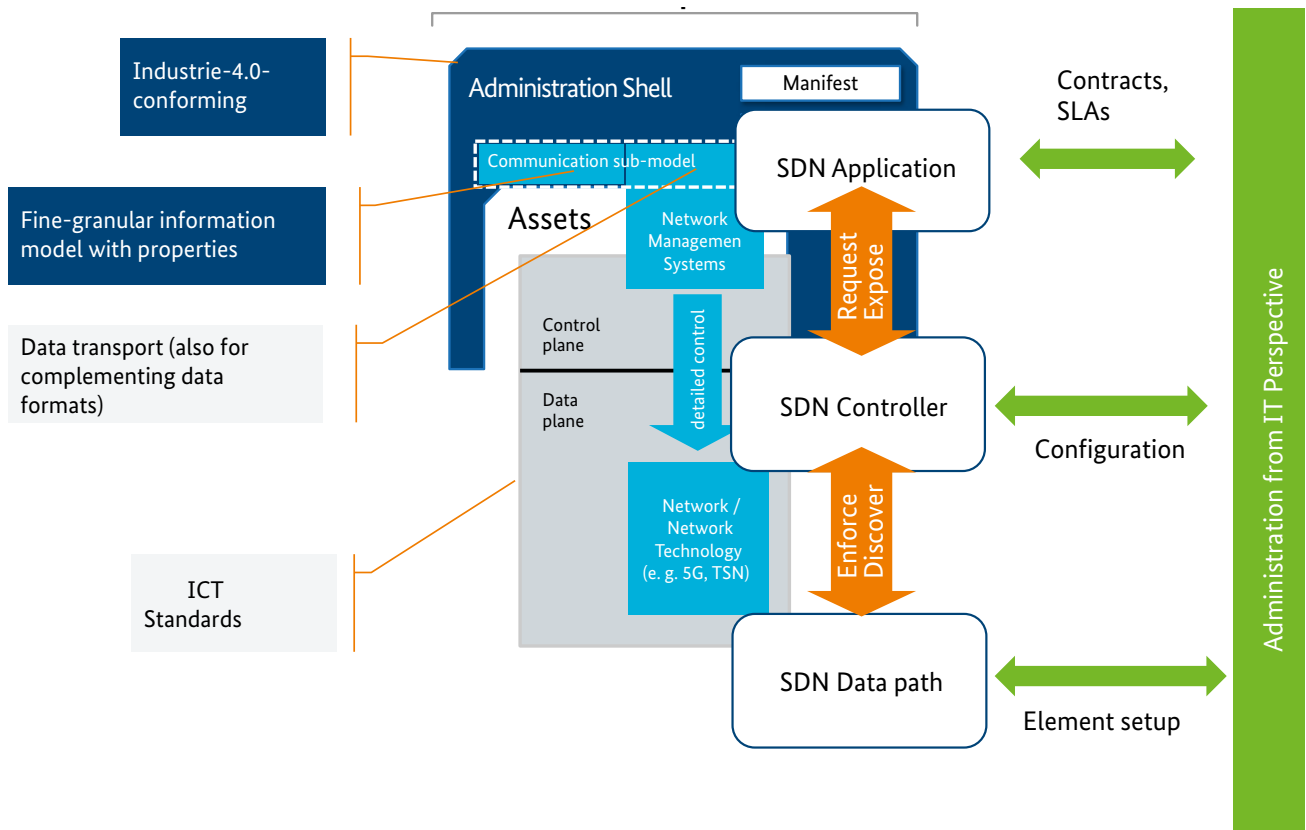 Industrie-4.0-
conforming
Fine-granular information
model with properties
Data transport (also for
complementing data
formats)
ICT
Standards
Administration Shell
Manifest
Communication sub-model
Assets
Network
Managemen
Systems
Control
plane
Data
plane
detailed control
Network /
Network
Technology
(e. g. 5G, TSN)
SDN Application
Request
Expose
SDN Controller
Enforce
Discover
SDN Data path
Contracts,
SLAs
Configuration
Element setup
Administration from IT Perspective